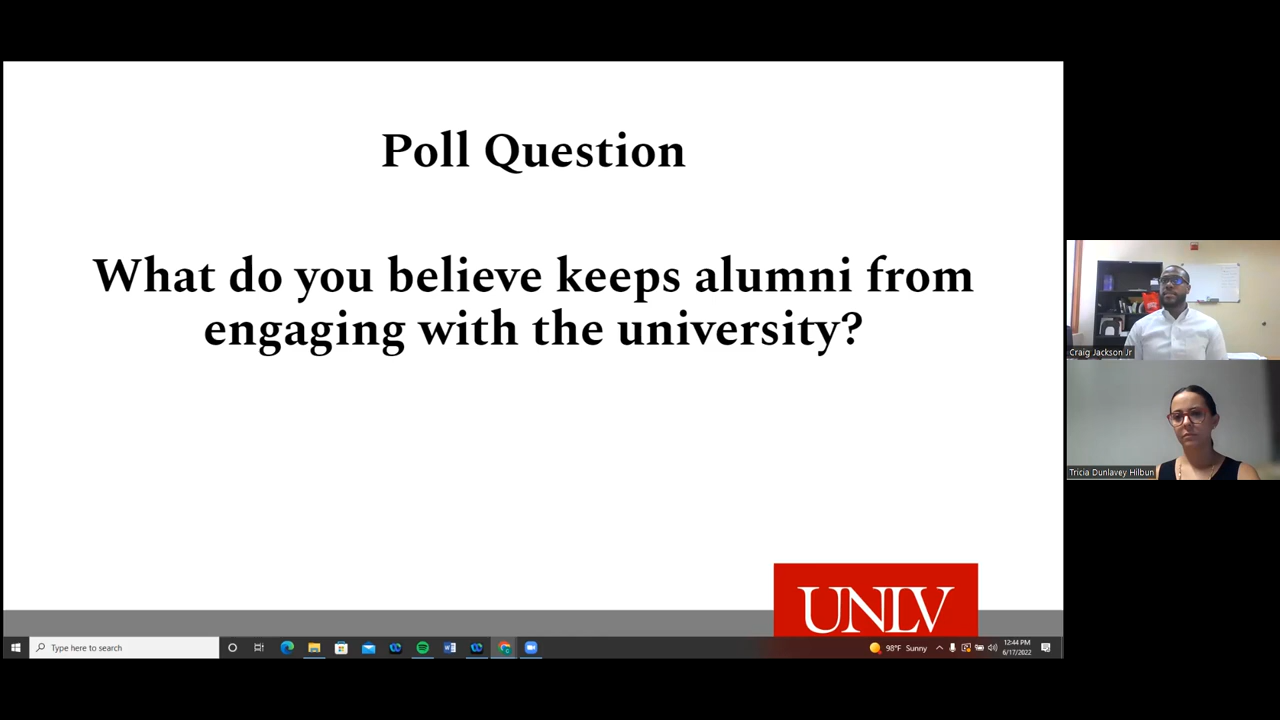 Poll Question
What do you believe keeps alumni from
engaging with the university?
UNLV
Craig Jackson Jr
Tricia Dunlavey Hilbun
Type here to search
98°F Sunny
12:44 PM
6/17/2022